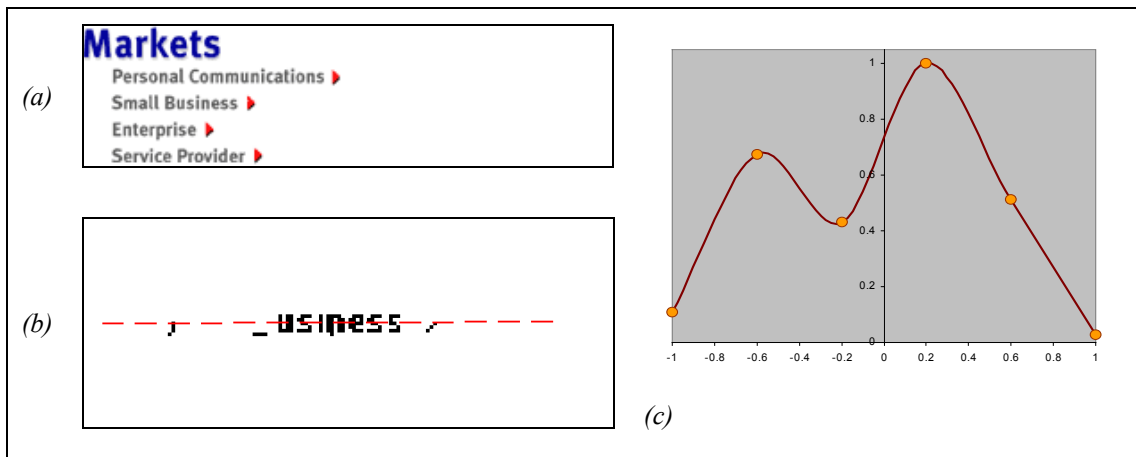 (a)
Markets
Personal Communications
Small Business
Enterprise
Service Provider
(b)
_ usiness
(c)
1
0.8
0.6
0.4
0.2
0
-1 -0.8 -0.6 -0.4 -0.2 0 0.2 0.4 0.6 0.8 1